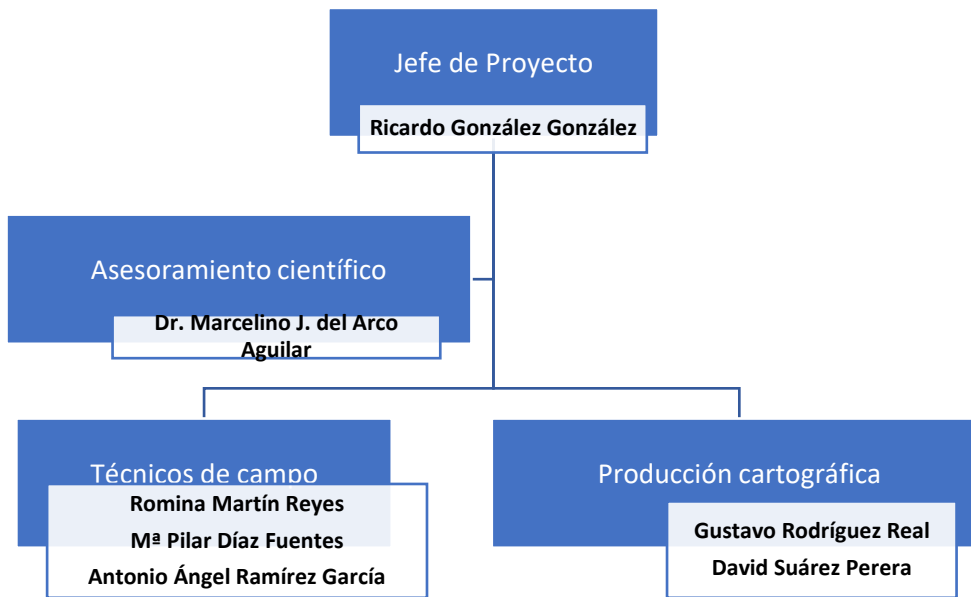 Jefe de Proyecto
Ricardo González González
Asesoramiento científico
Dr. Marcelino J. del Arco
Aguilar
Técnicos de campo
Romina Martín Reyes
Mª Pilar Díaz Fuentes
Antonio Ángel Ramírez García
Producción cartográfica
Gustavo Rodríguez Real
David Suárez Perera